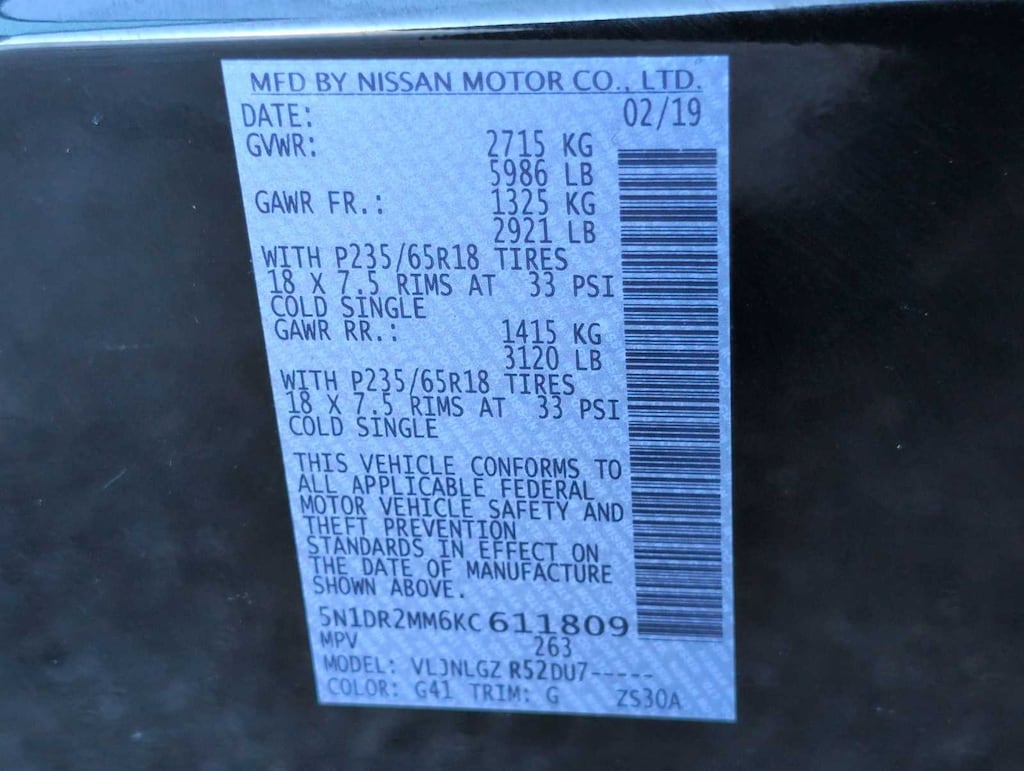 MFD BY NISSAN MOTOR CO., LTD.
DATE: 02/19
GVWR: 2715 KG
5986 LB
GAWR FR.: 1325 KG
2921 LB
WITH P235/65R18 TIRES
18 X 7.5 RIMS AT 33 PSI
COLD SINGLE
GAWR RR.: 1415 KG
3120 LB
WITH P235/65R18 TIRES
18 X 7.5 RIMS AT 33 PSI
COLD SINGLE
THIS VEHICLE CONFORMS TO
ALL APPLICABLE FEDERAL
MOTOR VEHICLE SAFETY AND
THEFT PREVENTION
STANDARDS IN EFFECT ON
THE DATE OF MANUFACTURE
SHOWN ABOVE.
5N1DR2MM6KC 611809
MPV 263
MODEL: VLJNLGZ R52DU7-----
COLOR: G41 TRIM: G ZS30A